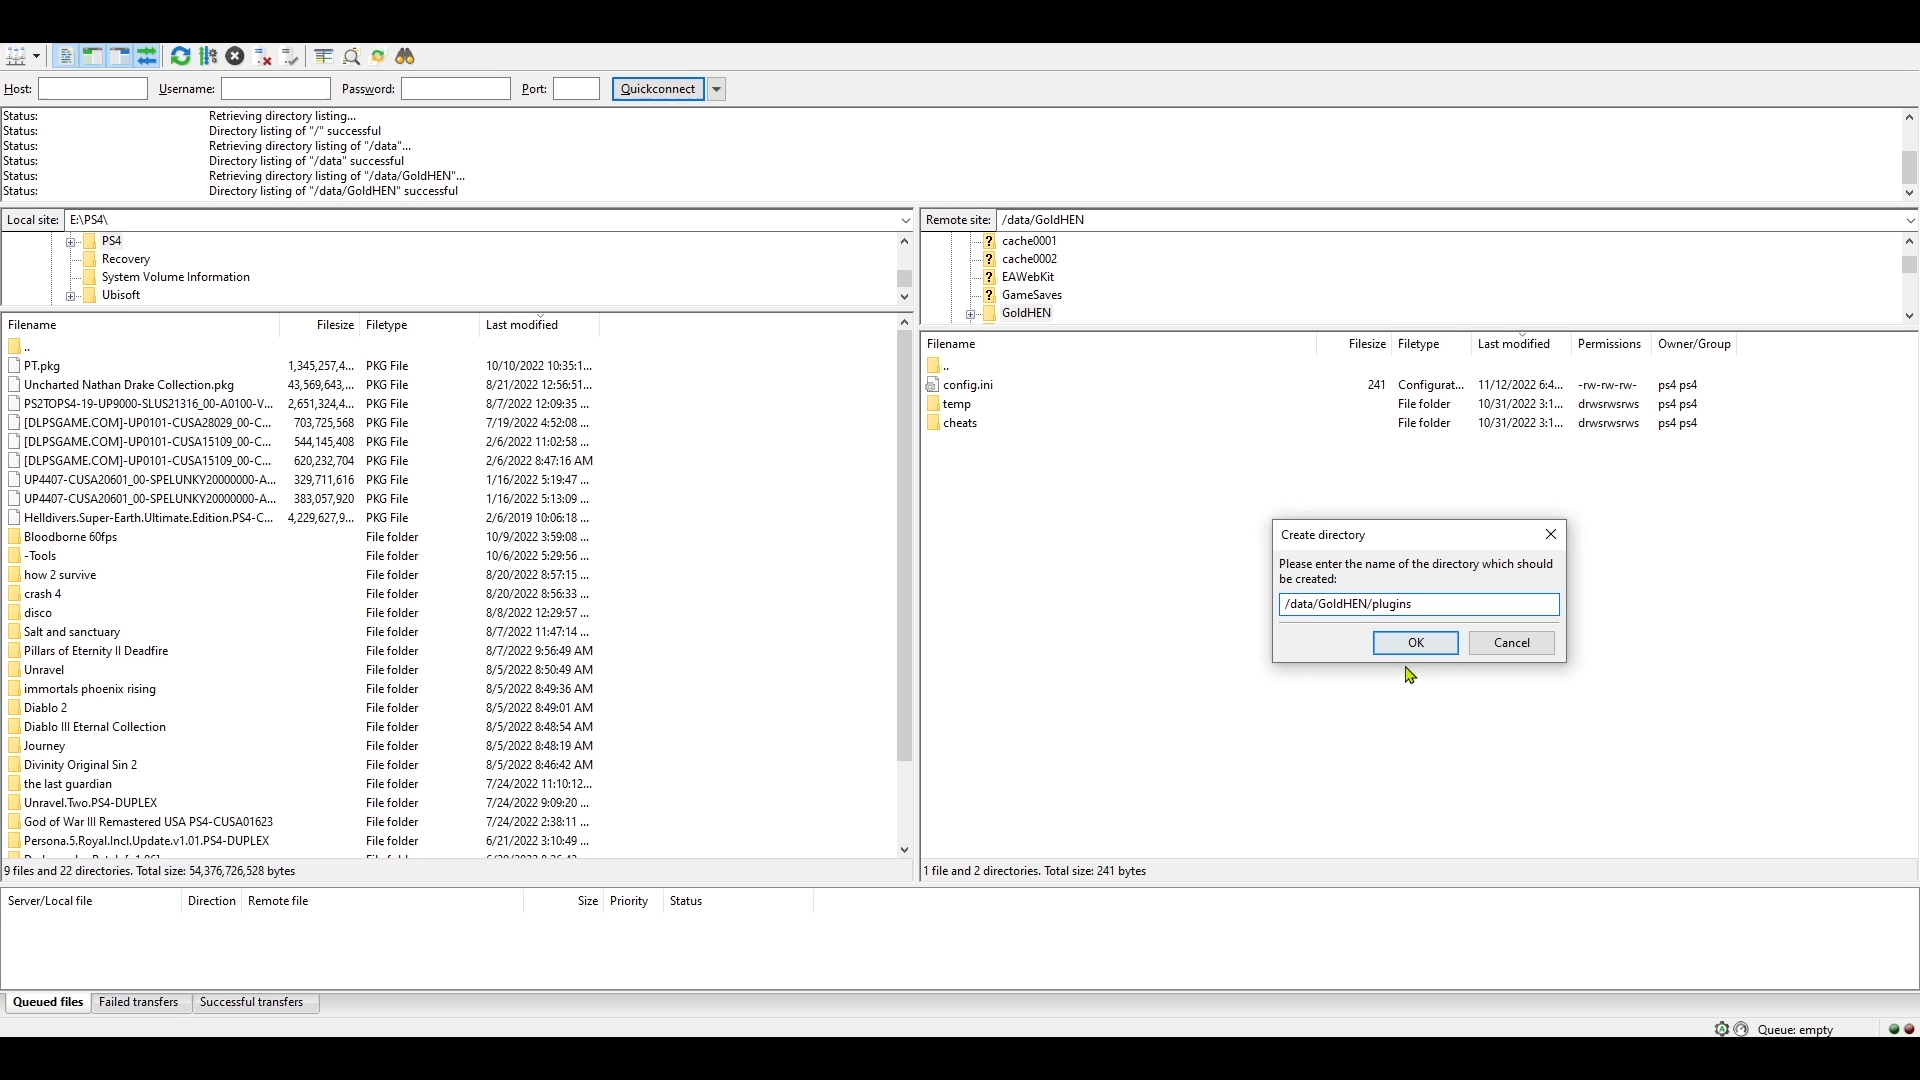 Host: Username: Password: Port: Quickconnect
Status: Retrieving directory listing...
Status: Directory listing of "/" successful
Status: Retrieving directory listing of "/data"...
Status: Directory listing of "/data" successful
Status: Retrieving directory listing of "/data/GoldHEN"...
Status: Directory listing of "/data/GoldHEN" successful
Local site: E:\PS4\
PS4
Recovery
System Volume Information
Ubisoft
Filename Filesize Filetype Last modified
..
PT.pkg 1,345,257,4... PKG File 10/10/2022 10:35:1...
Uncharted Nathan Drake Collection.pkg 43,569,643,... PKG File 8/21/2022 12:56:51...
PS2TOPS4-19-UP9000-SLUS21316_00-A0100-V... 2,651,324,4... PKG File 8/7/2022 12:09:35 ...
[DLPSGAME.COM]-UP0101-CUSA28029_00-C... 703,725,568 PKG File 7/19/2022 4:52:08 ...
[DLPSGAME.COM]-UP0101-CUSA15109_00-C... 544,145,408 PKG File 2/6/2022 11:02:58 ...
[DLPSGAME.COM]-UP0101-CUSA15109_00-C... 620,232,704 PKG File 2/6/2022 8:47:16 AM
UP4407-CUSA20601_00-SPELUNKY20000000-A... 329,711,616 PKG File 1/16/2022 5:19:47 ...
UP4407-CUSA20601_00-SPELUNKY20000000-A... 383,057,920 PKG File 1/16/2022 5:13:09 ...
Helldivers.Super-Earth.Ultimate.Edition.PS4-C... 4,229,627,9... PKG File 2/6/2019 10:06:18 ...
Bloodborne 60fps File folder 10/9/2022 3:59:08 ...
-Tools File folder 10/6/2022 5:29:56 ...
how 2 survive File folder 8/20/2022 8:57:15 ...
crash 4 File folder 8/20/2022 8:56:33 ...
disco File folder 8/8/2022 12:29:57 ...
Salt and sanctuary File folder 8/7/2022 11:47:14 ...
Pillars of Eternity II Deadfire File folder 8/7/2022 9:56:49 AM
Unravel File folder 8/5/2022 8:50:49 AM
immortals phoenix rising File folder 8/5/2022 8:49:36 AM
Diablo 2 File folder 8/5/2022 8:49:01 AM
Diablo III Eternal Collection File folder 8/5/2022 8:48:54 AM
Journey File folder 8/5/2022 8:48:19 AM
Divinity Original Sin 2 File folder 8/5/2022 8:46:42 AM
the last guardian File folder 7/24/2022 11:10:12...
Unravel.Two.PS4-DUPLEX File folder 7/24/2022 9:09:20 ...
God of War III Remastered USA PS4-CUSA01623 File folder 7/24/2022 2:38:11 ...
Persona.5.Royal.Incl.Update.v1.01.PS4-DUPLEX File folder 6/21/2022 3:10:49 ...
9 files and 22 directories. Total size: 54,376,726,528 bytes
Remote site: /data/GoldHEN
cache0001
cache0002
EAWebKit
GameSaves
GoldHEN
Filename Filesize Filetype Last modified Permissions Owner/Group
..
config.ini 241 Configurat... 11/12/2022 6:4... -rw-rw-rw- ps4 ps4
temp File folder 10/31/2022 3:1... drwsrwsrws ps4 ps4
cheats File folder 10/31/2022 3:1... drwsrwsrws ps4 ps4
Create directory
Please enter the name of the directory which should
be created:
/data/GoldHEN/plugins
OK Cancel
1 file and 2 directories. Total size: 241 bytes
Server/Local file Direction Remote file Size Priority Status
Queued files Failed transfers Successful transfers
Queue: empty